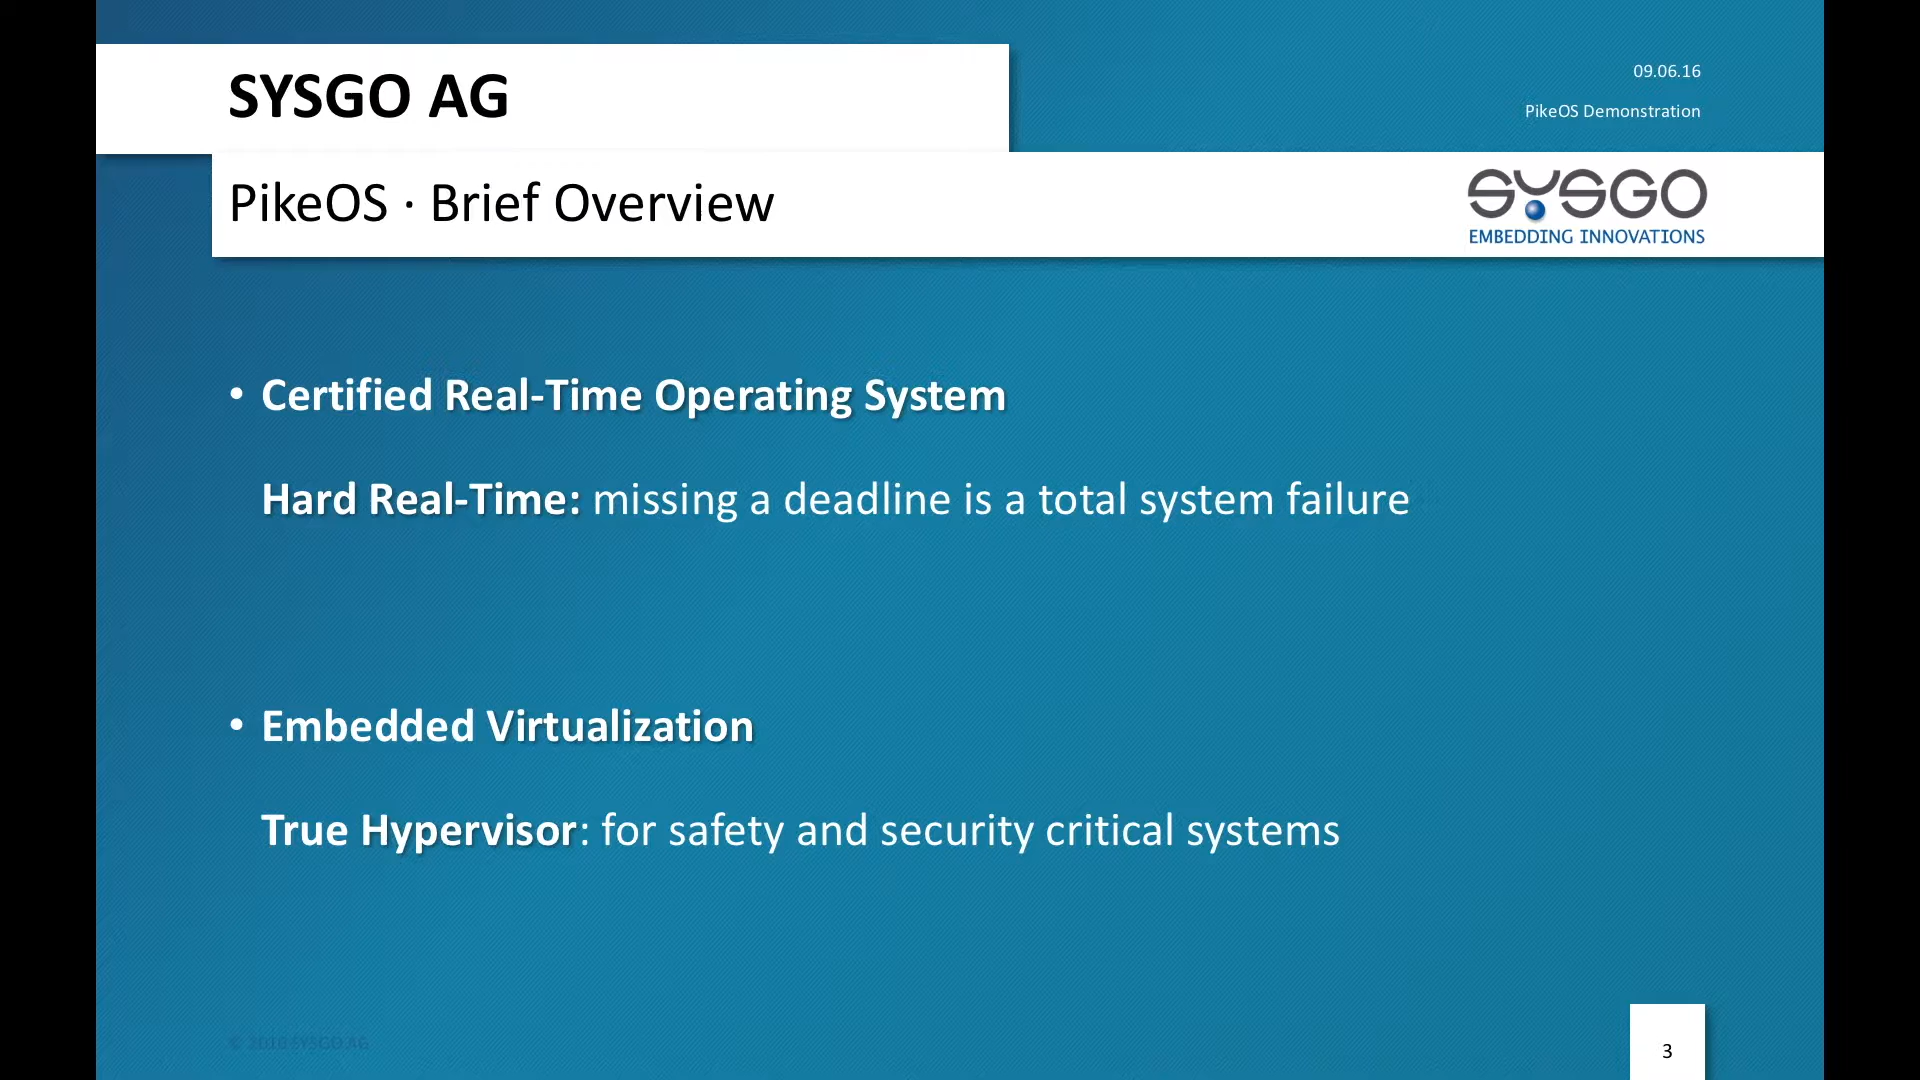 SYSGO AG
09.06.16
PikeOS Demonstration
PikeOS · Brief Overview
SYSGO
EMBEDDING INNOVATIONS
• Certified Real-Time Operating System
Hard Real-Time: missing a deadline is a total system failure
• Embedded Virtualization
True Hypervisor: for safety and security critical systems
SYSGO AG
3